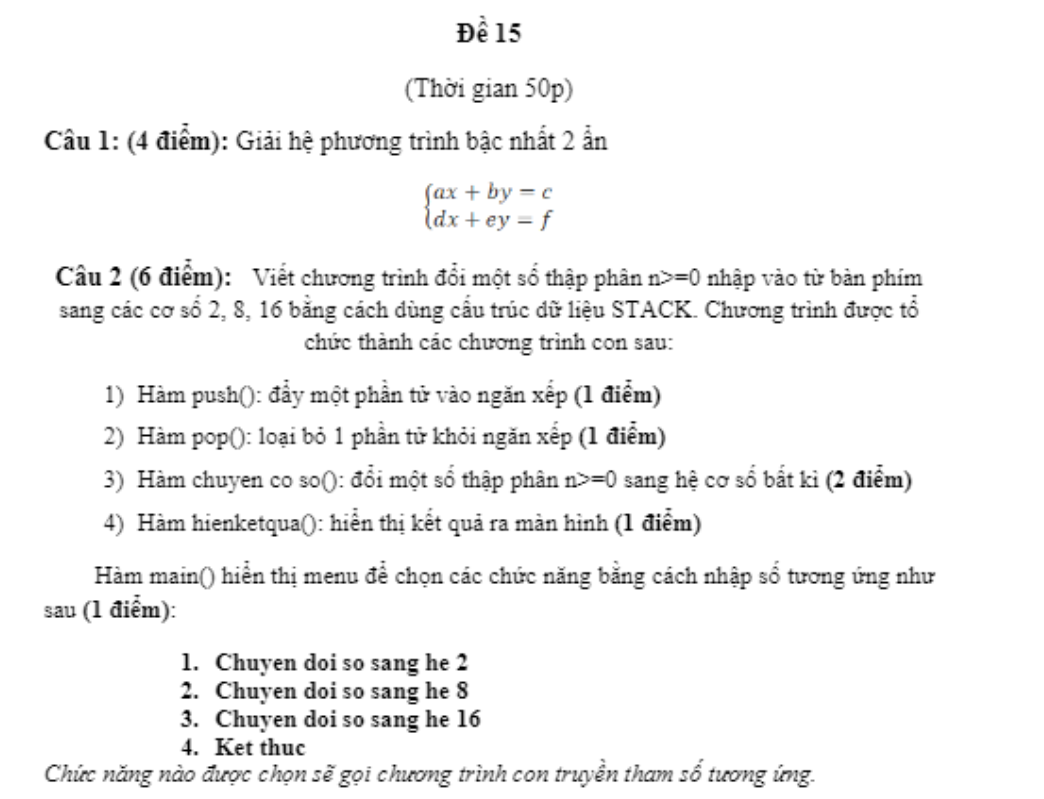 Đề 15
(Thời gian 50p)
Câu 1: (4 điểm): Giải hệ phương trình bậc nhất 2 ẩn
{ax + by = c
dx + ey = f
Câu 2 (6 điểm): Viết chương trình đổi một số thập phân n>=0 nhập vào từ bàn phím
sang các cơ số 2, 8, 16 bằng cách dùng cấu trúc dữ liệu STACK. Chương trình được tổ
chức thành các chương trình con sau:
1) Hàm push(): đẩy một phần tử vào ngăn xếp (1 điểm)
2) Hàm pop(): loại bỏ 1 phần tử khỏi ngăn xếp (1 điểm)
3) Hàm chuyen co so(): đổi một số thập phân n>=0 sang hệ cơ số bất kì (2 điểm)
4) Hàm hienketqua(): hiển thị kết quả ra màn hình (1 điểm)
Hàm main() hiển thị menu để chọn các chức năng bằng cách nhập số tương ứng như
sau (1 điểm):
1. Chuyen doi so sang he 2
2. Chuyen doi so sang he 8
3. Chuyen doi so sang he 16
4. Ket thuc
Chức năng nào được chọn sẽ gọi chương trình con truyền tham số tương ứng.